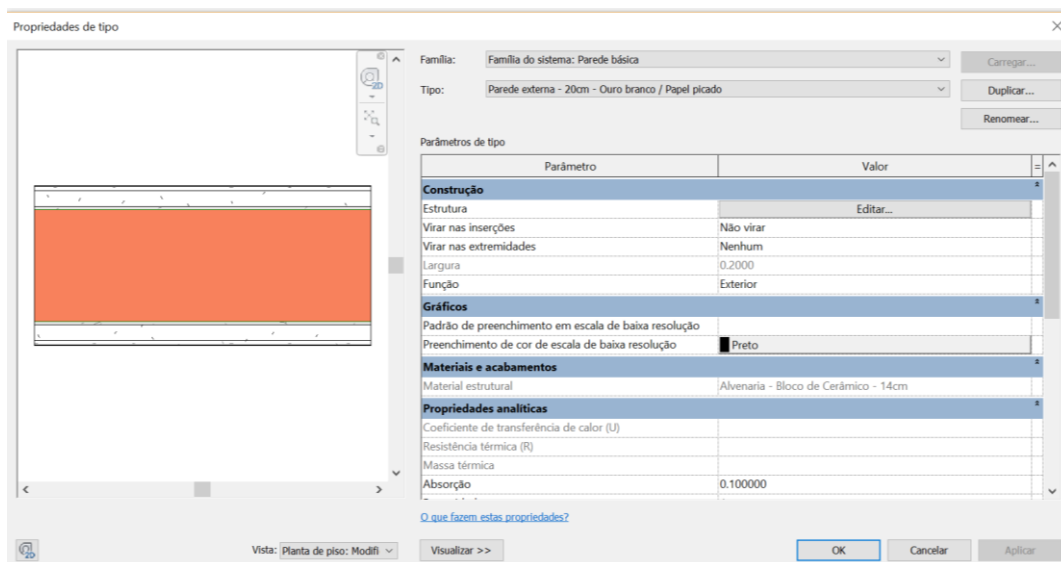 Propriedades de tipo
Família: Família do sistema: Parede básica Carregar...
Tipo: Parede externa - 20cm - Ouro branco / Papel picado Duplicar...
Renomear...
Parâmetros de tipo
Parâmetro Valor =
Construção
Estrutura Editar...
Virar nas inserções Não virar
Virar nas extremidades Nenhum
Largura 0.2000
Função Exterior
Gráficos
Padrão de preenchimento em escala de baixa resolução
Preenchimento de cor de escala de baixa resolução Preto
Materiais e acabamentos
Material estrutural Alvenaria - Bloco de Cerâmico - 14cm
Propriedades analíticas
Coeficiente de transferência de calor (U)
Resistência térmica (R)
Massa térmica
Absorção 0.100000
O que fazem estas propriedades?
2D Vista: Planta de piso: Modifi Visualizar >> OK Cancelar Aplicar
2D